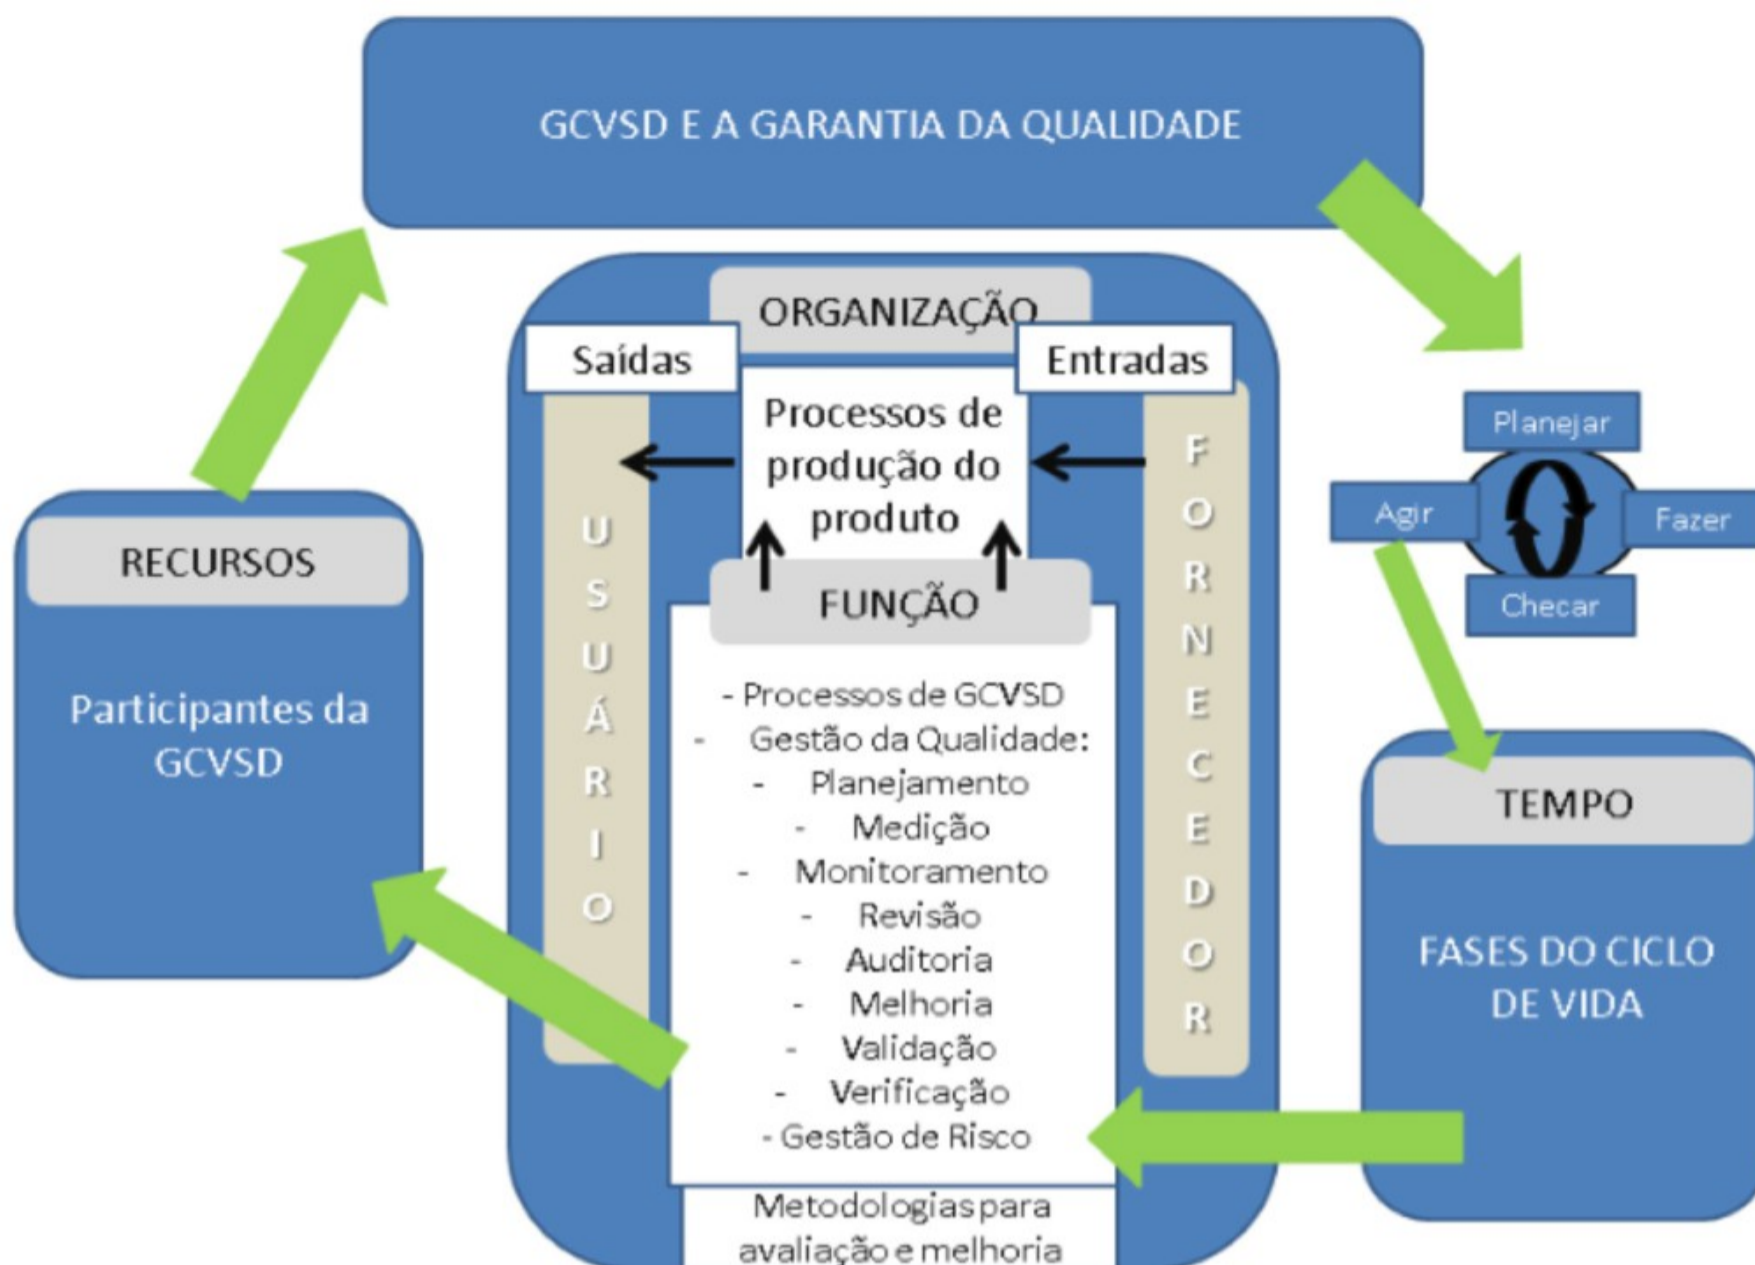 GCVSD E A GARANTIA DA QUALIDADE
ORGANIZAÇÃO
Saídas
Entradas
Processos de
produção do
produto
USUÁRIO
FORNECEDOR
FUNÇÃO
- Processos de GCVSD
- Gestão da Qualidade:
- Planejamento
- Medição
- Monitoramento
- Revisão
- Auditoria
- Melhoria
- Validação
- Verificação
- Gestão de Risco
Metodologias para
avaliação e melhoria
RECURSOS
Participantes da
GCVSD
Planejar
Agir
Fazer
Checar
TEMPO
FASES DO CICLO
DE VIDA